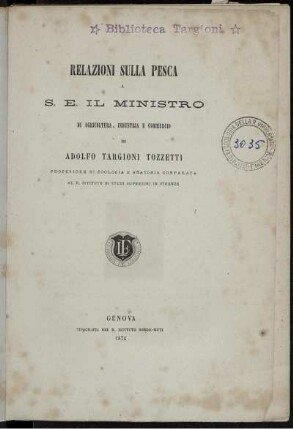 ☆ Biblioteca Targioni ☆
RELAZIONI SULLA PESCA
A
S. E. IL MINISTRO
DI AGRICOLTURA, INDUSTRIA E COMMERCIO
DI
ADOLFO TARGIONI TOZZETTI
PROFESSORE DI ZOOLOGIA E ANATOMIA COMPARATA
AL R. ISTITUTO DI STUDI SUPERIORI IN FIRENZE
3035
GENOVA
TIPOGRAFIA DEL R. ISTITUTO SORDO-MUTI